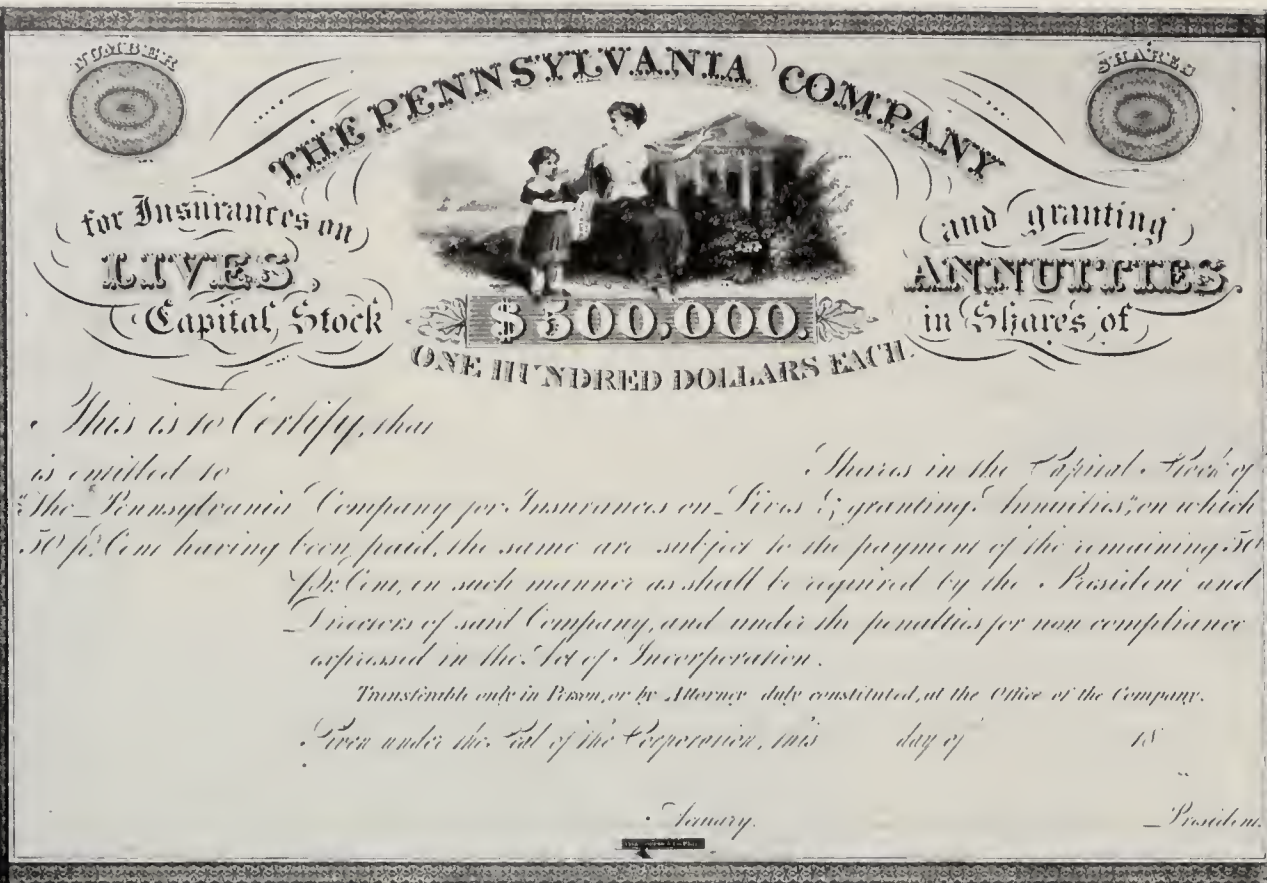 NUMBER
SHARES
THE PENNSYLVANIA COMPANY
for Insurances on
LIVES,
and granting
ANNUITIES.
Capital Stock
$500,000.
in Shares of
ONE HUNDRED DOLLARS EACH.
This is to Certify, that
is entitled to Shares in the Capital Stock of
"The Pennsylvania Company for Insurances on Lives & granting Annuities", on which
50 pr. Cent having been paid, the same are subject to the payment of the remaining 50
pr. Cent, in such manner as shall be required by the President and
Directors of said Company, and under the penalties for non compliance
expressed in the Act of Incorporation.
Transferable only in Person, or by Attorney duly constituted, at the Office of the Company.
Given under the Seal of the Corporation, this day of 18
President.